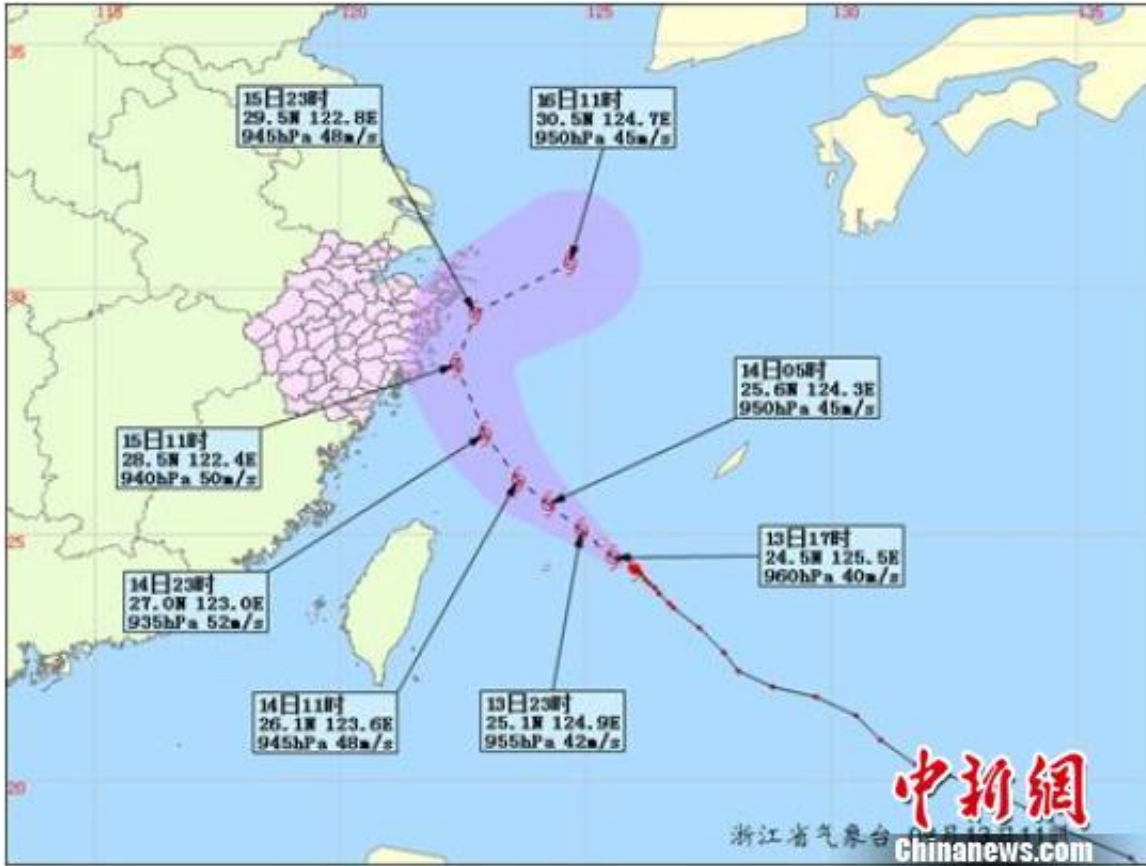 115
120
125
130
135
35
15日23时
29.5N 122.8E
945hPa 48m/s
16日11时
30.5N 124.7E
950hPa 45m/s
30
14日05时
25.6N 124.3E
950hPa 45m/s
15日11时
28.5N 122.4E
940hPa 50m/s
25
13日17时
24.5N 125.5E
960hPa 40m/s
14日23时
27.0N 123.0E
935hPa 52m/s
14日11时
26.1N 123.6E
945hPa 48m/s
13日23时
25.1N 124.9E
955hPa 42m/s
20
中新網
浙江省气象台
Chinanews.com